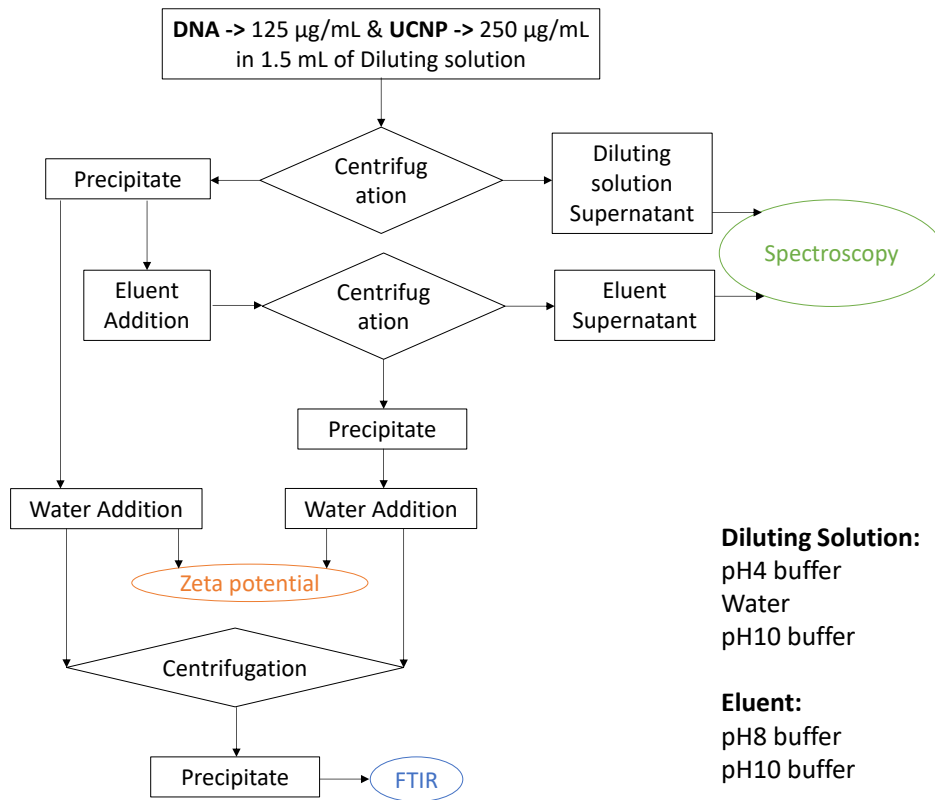 DNA -> 125 µg/mL & UCNP -> 250 µg/mL
in 1.5 mL of Diluting solution
Centrifug
ation
Precipitate
Diluting
solution
Supernatant
Spectroscopy
Eluent
Addition
Centrifug
ation
Eluent
Supernatant
Precipitate
Water Addition
Water Addition
Zeta potential
Centrifugation
Precipitate
FTIR
Diluting Solution:
pH4 buffer
Water
pH10 buffer
Eluent:
pH8 buffer
pH10 buffer